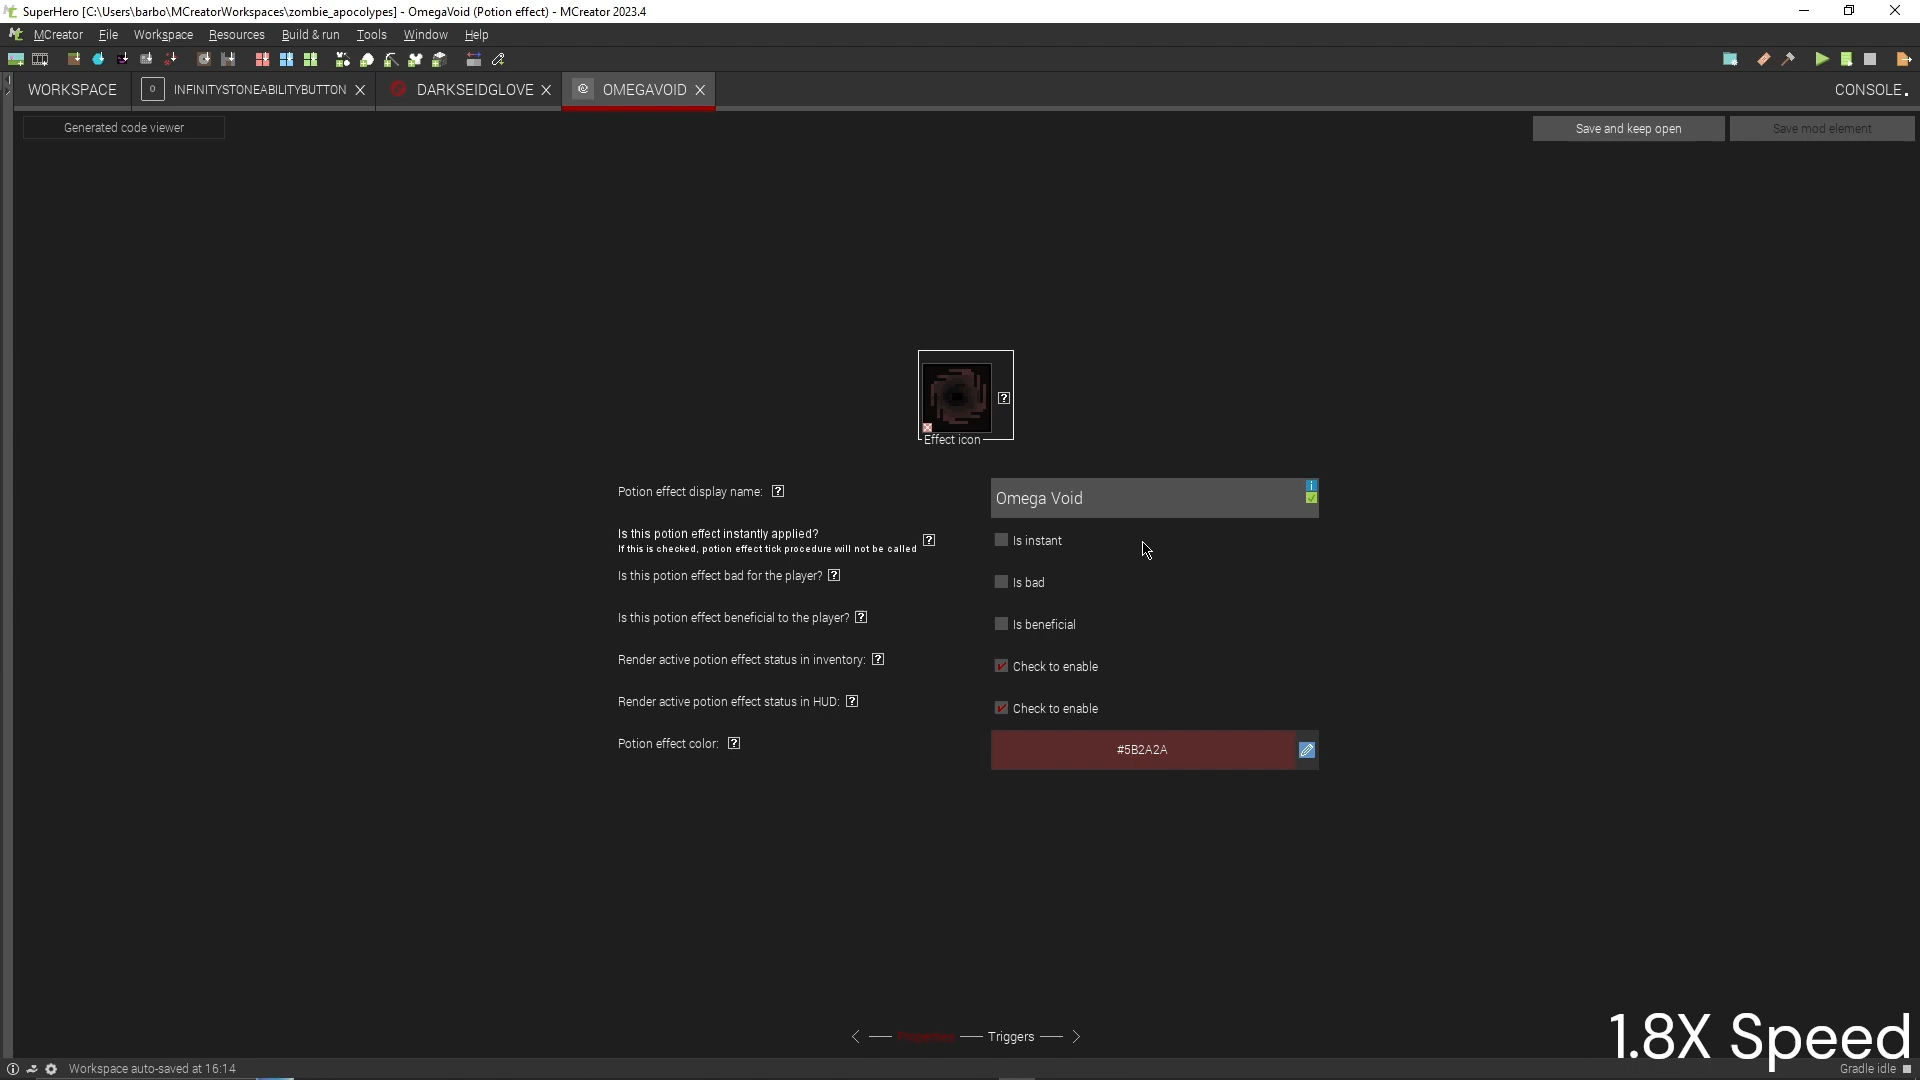 SuperHero [C:\Users\barbo\MCreatorWorkspaces\zombie_apocolypes] - OmegaVoid (Potion effect) - MCreator 2023.4
MCreator File Workspace Resources Build & run Tools Window Help
WORKSPACE INFINITYSTONEABILITYBUTTON DARKSEIDGLOVE OMEGAVOID CONSOLE
Generated code viewer Save and keep open Save mod element
Effect icon
Potion effect display name: Omega Void
Is this potion effect instantly applied? Is instant
If this is checked, potion effect tick procedure will not be called
Is this potion effect bad for the player? Is bad
Is this potion effect beneficial to the player? Is beneficial
Render active potion effect status in inventory: Check to enable
Render active potion effect status in HUD: Check to enable
Potion effect color: #5B2A2A
Properties Triggers
1.8X Speed
Workspace auto-saved at 16:14 Gradle idle